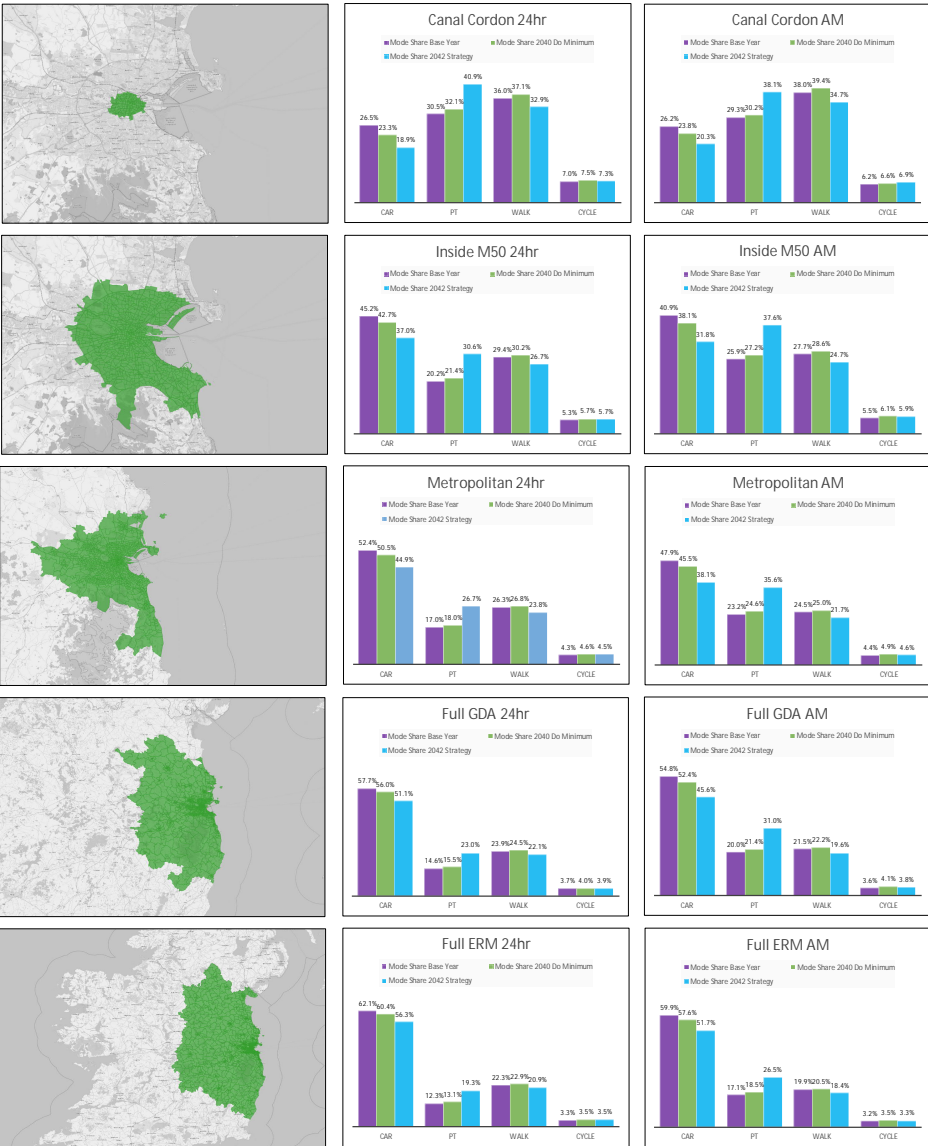 Canal Cordon 24hr
Mode Share Base Year Mode Share 2040 Do Minimum
Mode Share 2042 Strategy
26.5% 23.3% 18.9% 30.5% 32.1% 40.9% 36.0% 37.1% 32.9% 7.0% 7.5% 7.3%
CAR PT WALK CYCLE
Canal Cordon AM
Mode Share Base Year Mode Share 2040 Do Minimum
Mode Share 2042 Strategy
26.2% 23.8% 20.3% 29.3% 30.2% 38.1% 38.0% 39.4% 34.7% 6.2% 6.6% 6.9%
CAR PT WALK CYCLE
Inside M50 24hr
Mode Share Base Year Mode Share 2040 Do Minimum
Mode Share 2042 Strategy
45.2% 42.7% 37.0% 20.2% 21.4% 30.6% 29.4% 30.2% 26.7% 5.3% 5.7% 5.7%
CAR PT WALK CYCLE
Inside M50 AM
Mode Share Base Year Mode Share 2040 Do Minimum
Mode Share 2042 Strategy
40.9% 38.1% 31.8% 25.9% 27.2% 37.6% 27.7% 28.6% 24.7% 5.5% 6.1% 5.9%
CAR PT WALK CYCLE
Metropolitan 24hr
Mode Share Base Year Mode Share 2040 Do Minimum
Mode Share 2042 Strategy
52.4% 50.5% 44.9% 17.0% 18.0% 26.7% 26.3% 26.8% 23.8% 4.3% 4.6% 4.5%
CAR PT WALK CYCLE
Metropolitan AM
Mode Share Base Year Mode Share 2040 Do Minimum
Mode Share 2042 Strategy
47.9% 45.5% 38.1% 23.2% 24.6% 35.6% 24.5% 25.0% 21.7% 4.4% 4.9% 4.6%
CAR PT WALK CYCLE
Full GDA 24hr
Mode Share Base Year Mode Share 2040 Do Minimum
Mode Share 2042 Strategy
57.7% 56.0% 51.1% 14.6% 15.5% 23.0% 23.9% 24.5% 22.1% 3.7% 4.0% 3.9%
CAR PT WALK CYCLE
Full GDA AM
Mode Share Base Year Mode Share 2040 Do Minimum
Mode Share 2042 Strategy
54.8% 52.4% 45.6% 20.0% 21.4% 31.0% 21.5% 22.2% 19.6% 3.6% 4.1% 3.8%
CAR PT WALK CYCLE
Full ERM 24hr
Mode Share Base Year Mode Share 2040 Do Minimum
Mode Share 2042 Strategy
62.1% 60.4% 56.3% 12.3% 13.1% 19.3% 22.3% 22.9% 20.9% 3.3% 3.5% 3.5%
CAR PT WALK CYCLE
Full ERM AM
Mode Share Base Year Mode Share 2040 Do Minimum
Mode Share 2042 Strategy
59.9% 57.6% 51.7% 17.1% 18.5% 26.5% 19.9% 20.5% 18.4% 3.2% 3.5% 3.3%
CAR PT WALK CYCLE